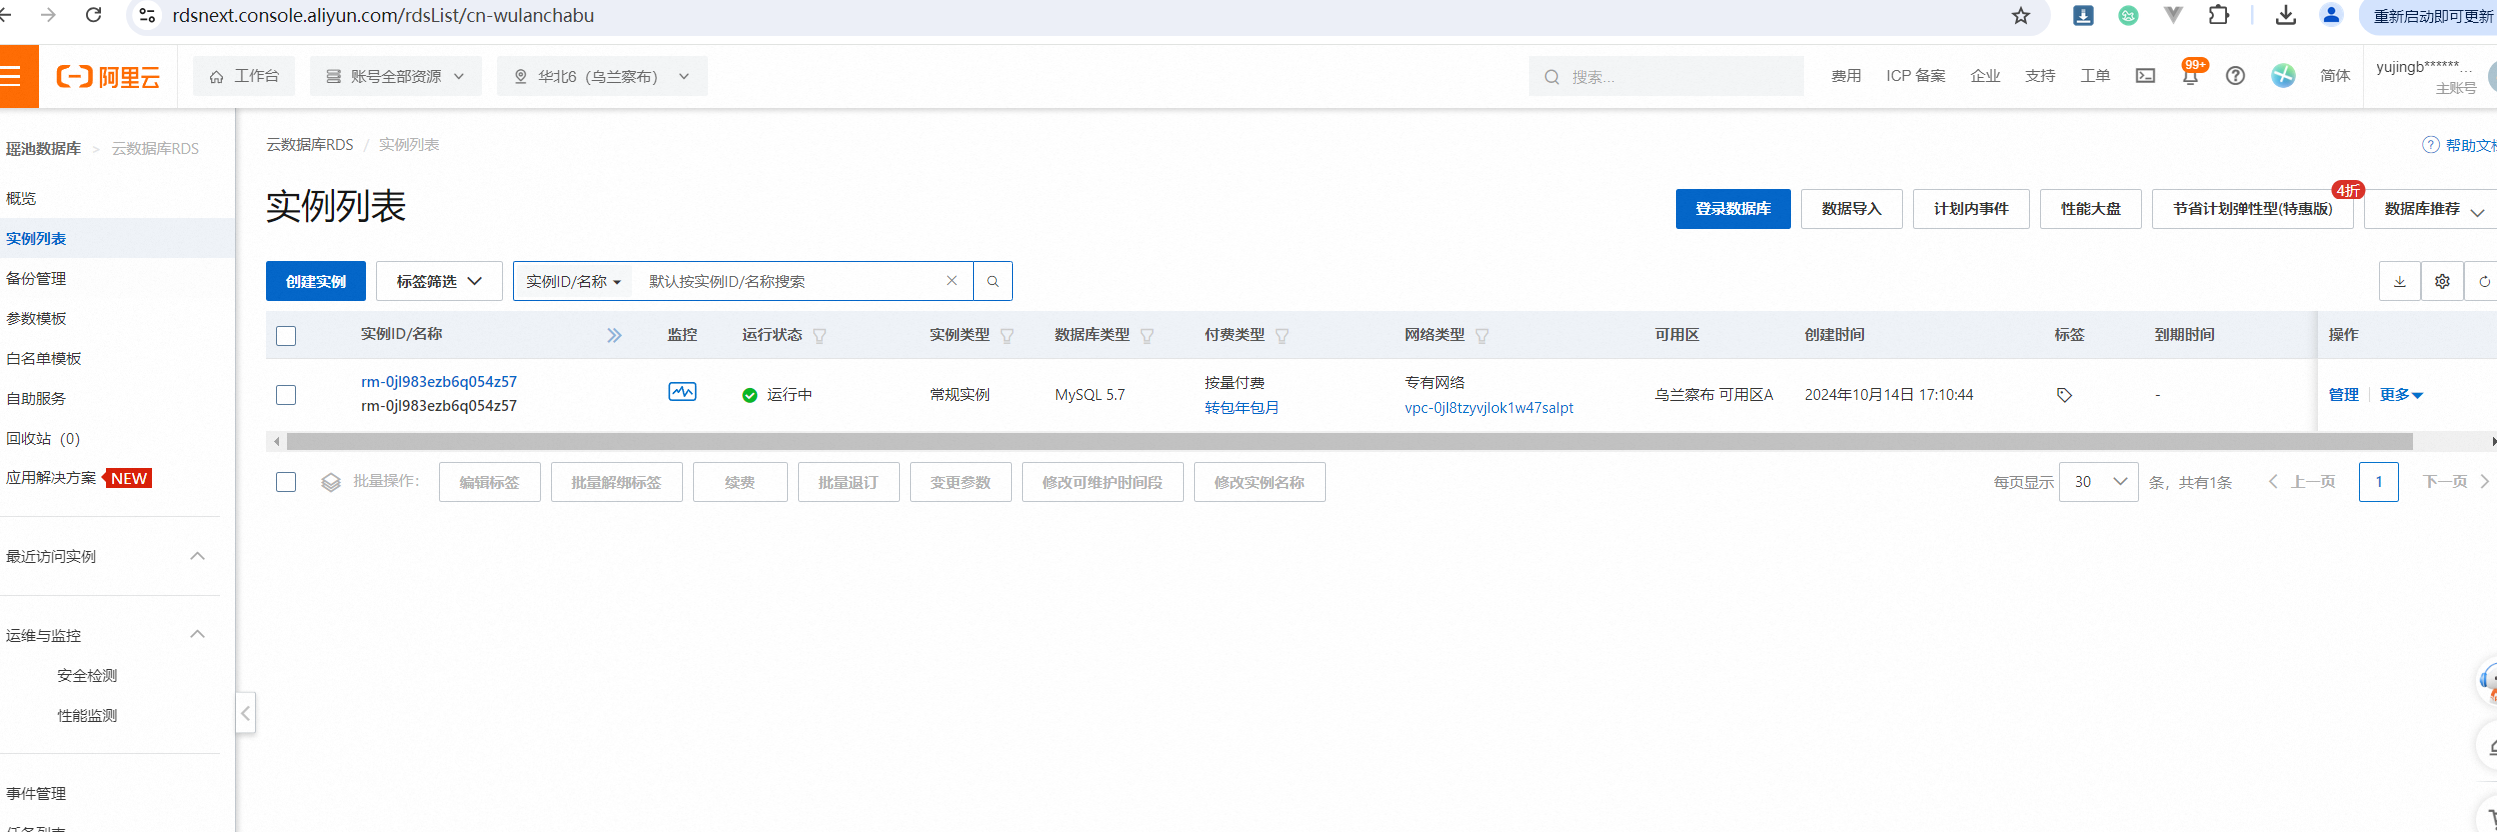 rdsnext.console.aliyun.com/rdsList/cn-wulanchabu
重新启动即可更新
阿里云
工作台
账号全部资源
华北6（乌兰察布）
搜索...
费用
ICP 备案
企业
支持
工单
99+
简体
yujingb******...
主账号
瑶池数据库 > 云数据库RDS
概览
实例列表
备份管理
参数模板
白名单模板
自助服务
回收站（0）
应用解决方案 NEW
最近访问实例
运维与监控
安全检测
性能监测
事件管理
任务列表
云数据库RDS / 实例列表
帮助文档
实例列表
登录数据库
数据导入
计划内事件
性能大盘
节省计划弹性型(特惠版)
4折
数据库推荐
创建实例
标签筛选
实例ID/名称
默认按实例ID/名称搜索
实例ID/名称 监控 运行状态 实例类型 数据库类型 付费类型 网络类型 可用区 创建时间 标签 到期时间 操作
rm-0jl983ezb6q054z57
rm-0jl983ezb6q054z57
运行中
常规实例
MySQL 5.7
按量付费
转包年包月
专有网络
vpc-0jl8tzyvjlok1w47salpt
乌兰察布 可用区A
2024年10月14日 17:10:44
-
管理
更多
批量操作：
编辑标签
批量解绑标签
续费
批量退订
变更参数
修改可维护时间段
修改实例名称
每页显示 30 条，共有1条
上一页
1
下一页